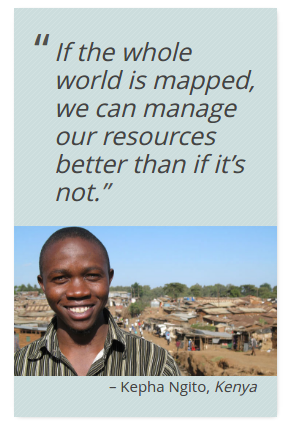 “ If the whole
world is mapped,
we can manage
our resources
better than if it’s
not.”
– Kepha Ngito, Kenya